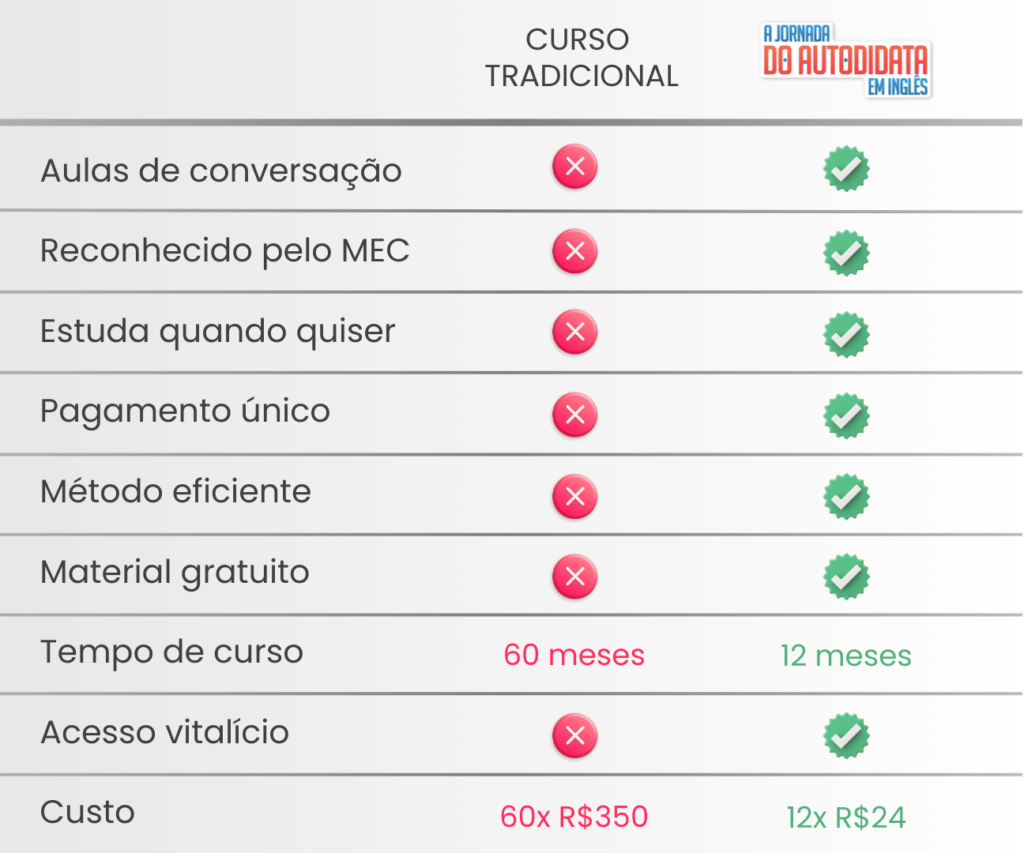 CURSO
TRADICIONAL
A JORNADA
DO AUTODIDATA
EM INGLÊS
Aulas de conversação
Reconhecido pelo MEC
Estuda quando quiser
Pagamento único
Método eficiente
Material gratuito
Tempo de curso 60 meses 12 meses
Acesso vitalício
Custo 60x R$350 12x R$24